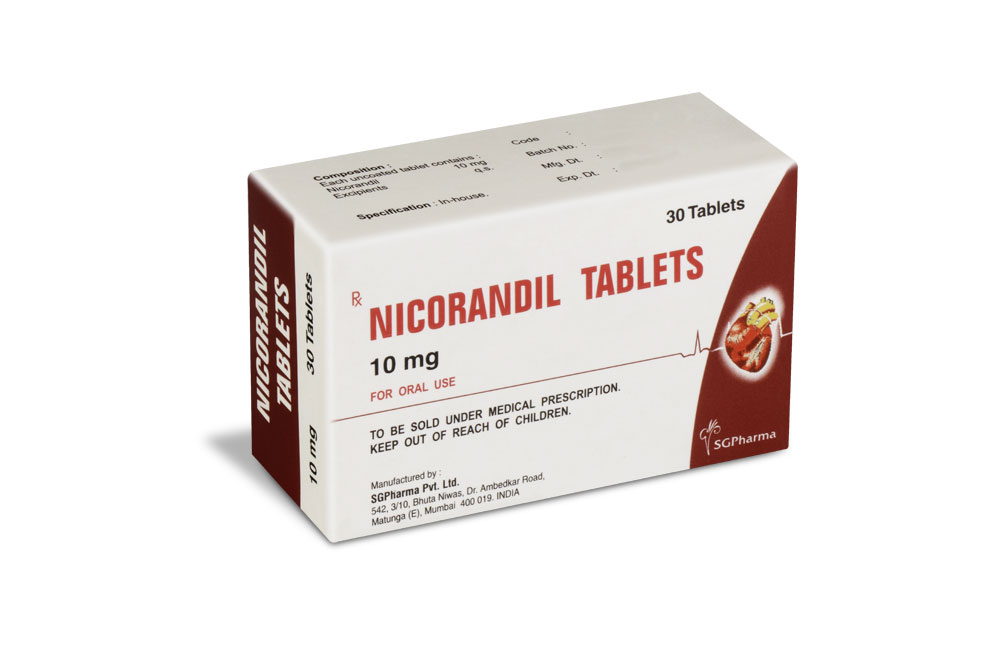 Composition :
Each uncoated tablet contains :
Nicorandil 10 mg
Excipients q.s.
Specification : In-house.
Code :
Batch No. :
Mfg. Dt. :
Exp. Dt. :
NICORANDIL
TABLETS
10 mg 30 Tablets
30 Tablets
Rx NICORANDIL TABLETS
10 mg
FOR ORAL USE
TO BE SOLD UNDER MEDICAL PRESCRIPTION.
KEEP OUT OF REACH OF CHILDREN.
Manufactured by :
SGPharma Pvt. Ltd.
542, 3/10, Bhuta Niwas, Dr. Ambedkar Road,
Matunga (E), Mumbai 400 019. INDIA
SGPharma